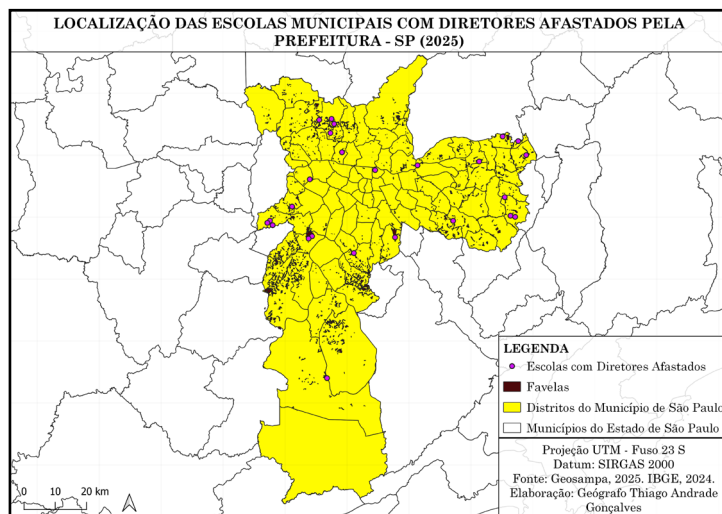 LOCALIZAÇÃO DAS ESCOLAS MUNICIPAIS COM DIRETORES AFASTADOS PELA
PREFEITURA - SP (2025)
LEGENDA
Escolas com Diretores Afastados
Favelas
Distritos do Município de São Paulo
Municípios do Estado de São Paulo
Projeção UTM - Fuso 23 S
Datum: SIRGAS 2000
Fonte: Geosampa, 2025. IBGE, 2024.
Elaboração: Geógrafo Thiago Andrade
Gonçalves
0 10 20 km